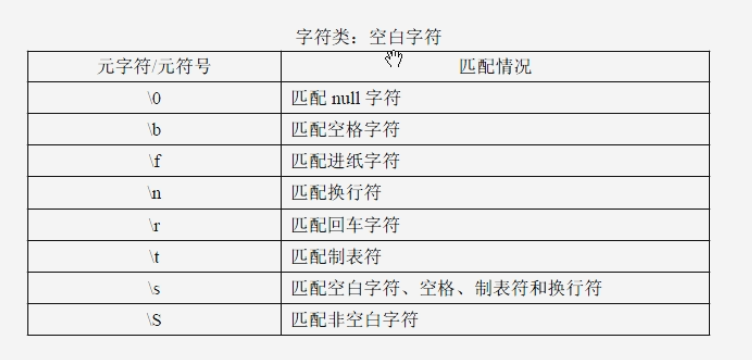 字符类：空白字符
元字符/元符号 匹配情况
\0 匹配 null 字符
\b 匹配空格字符
\f 匹配进纸字符
\n 匹配换行符
\r 匹配回车字符
\t 匹配制表符
\s 匹配空白字符、空格、制表符和换行符
\S 匹配非空白字符